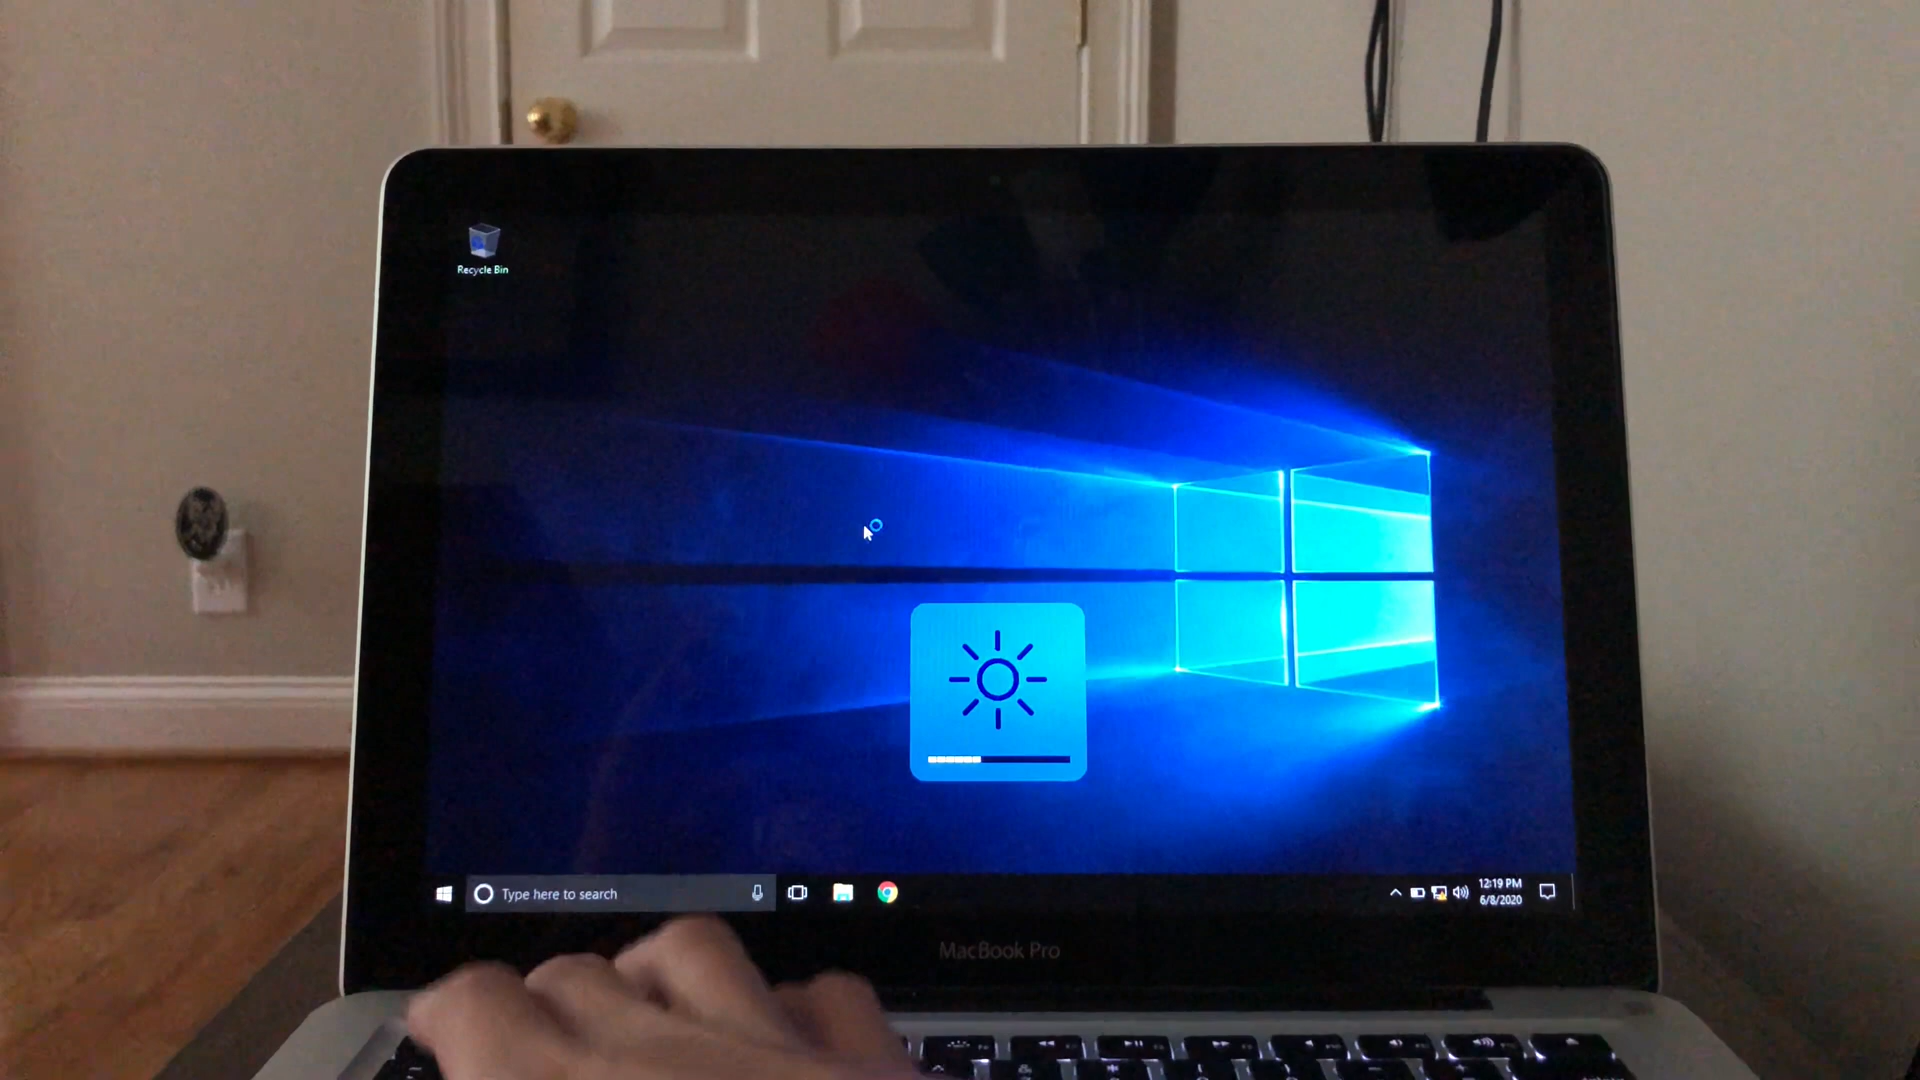 Recycle Bin
Type here to search
12:19 PM
6/8/2020
MacBook Pro